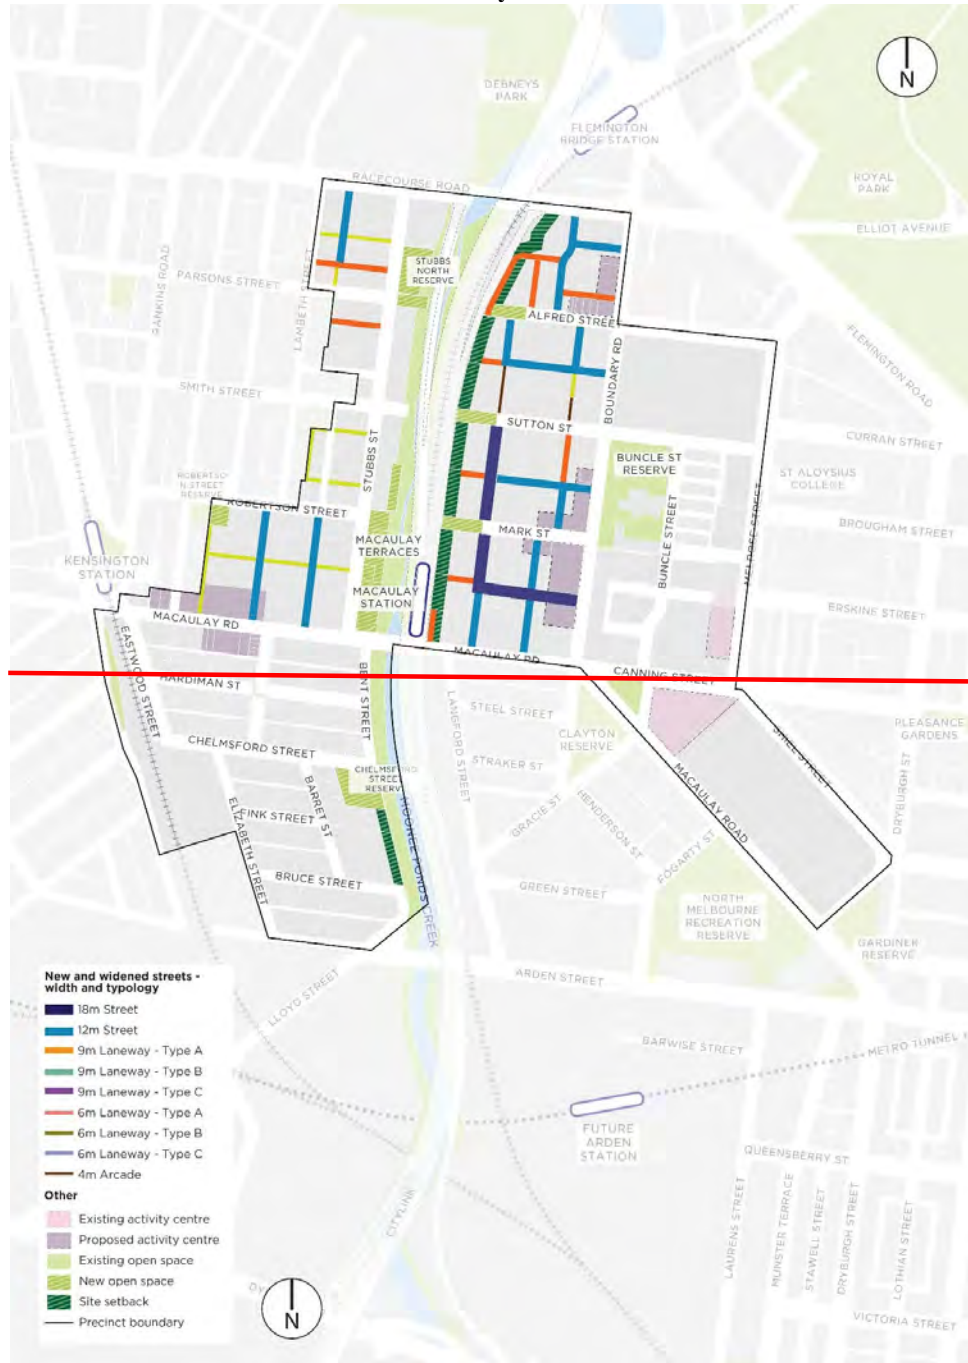 DEBNEYS
PARK
N
FLEMINGTON
BRIDGE STATION
RACECOURSE ROAD
ROYAL
PARK
ELLIOT AVENUE
RANKINS ROAD
PARSONS STREET
LAMBETH STREET
STUBBS
NORTH
RESERVE
ALFRED STREET
BOUNDARY RD
FLEMINGTON ROAD
SMITH STREET
STUBBS ST
SUTTON ST
CURRAN STREET
BUNCLE ST
RESERVE
ST ALOYSIUS
COLLEGE
ROBERTSO
N STREET
RESERVE
ROBERTSON STREET
BUNCLE STREET
MELROSE STREET
BROUGHAM STREET
MARK ST
MACAULAY
TERRACES
KENSINGTON
STATION
MACAULAY
STATION
ERSKINE STREET
MACAULAY RD
MACAULAY RD
EASTWOOD STREET
BENT STREET
CANNING STREET
HARDIMAN ST
LANGFORD STREET
STEEL STREET
PLEASANCE
GARDENS
CLAYTON
RESERVE
SHIEL STREET
CHELMSFORD STREET
STRAKER ST
DRYBURGH ST
CHELMSFORD
STREET
RESERVE
MACAULAY ROAD
BARRET ST
ELIZABETH STREET
FINK STREET
MOONEE PONDS CREEK
GRACIE ST
HENDERSON ST
FOGARTY ST
BRUCE STREET
GREEN STREET
NORTH
MELBOURNE
RECREATION
RESERVE
GARDINER
RESERVE
ARDEN STREET
LLOYD STREET
New and widened streets -
width and typology
18m Street
12m Street
9m Laneway - Type A
9m Laneway - Type B
9m Laneway - Type C
6m Laneway - Type A
6m Laneway - Type B
6m Laneway - Type C
4m Arcade
Other
Existing activity centre
Proposed activity centre
Existing open space
New open space
Site setback
Precinct boundary
BARWISE STREET
METRO TUNNEL
FUTURE
ARDEN
STATION
QUEENSBERRY ST
CITYLINK
LAURENS STREET
MUNSTER TERRACE
STAWELL STREET
DRYBURGH STREET
LOTHIAN STREET
VICTORIA STREET
N